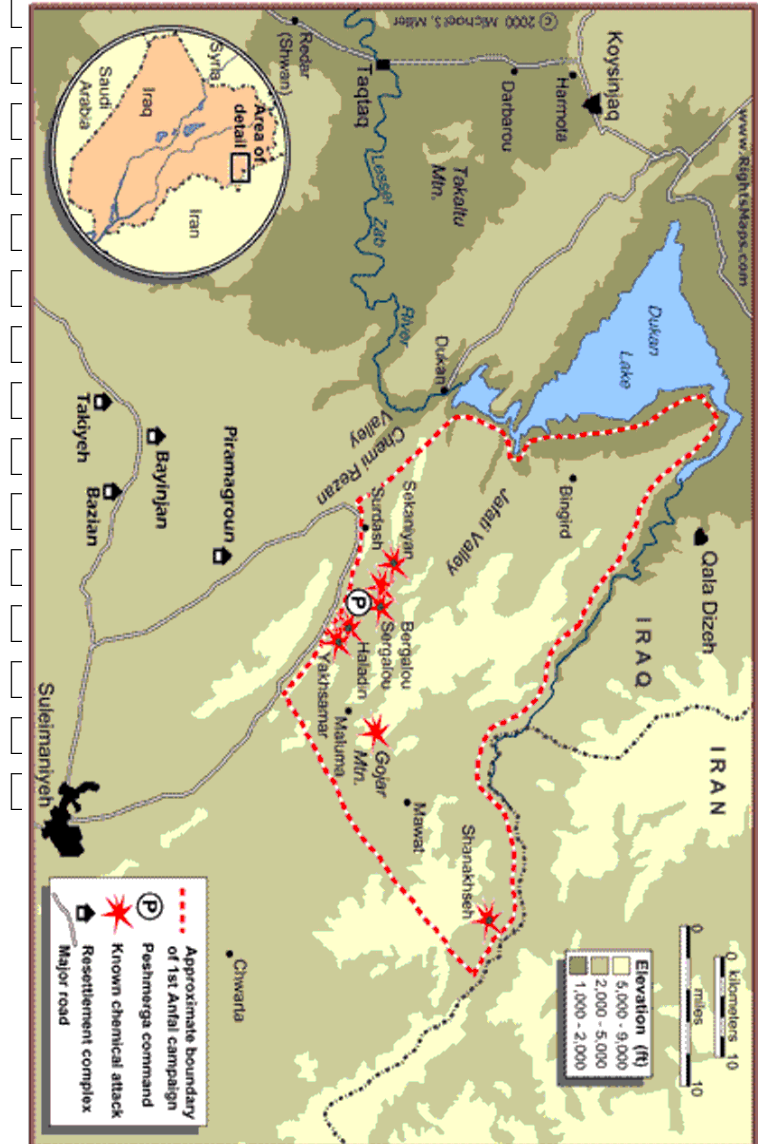 © 2000 Michael S. Miller
www.RightsMaps.com
Koysinjaq
Harmota
Darbarou
Taqtaq
Redar
(Shwan)
Takaltu
Mtn.
Lesser Zab River
Dukan
Lake
Dukan
Syria
Iraq
Saudi
Arabia
Iran
Area of
detail
Chemi Rezan
Valley
Jafati Valley
Bingird
Qala Dizeh
IRAQ
IRAN
Takiyeh
Bayinjan
Bazian
Piramagroun
Surdash
Sekaniyan
P
Bergalou
Sergalou
Haladin
Yakhsamar
Maluma
Gojar
Mtn.
Mawat
Shanakhseh
Suleimaniyeh
Chwarta
0 kilometers 10
0 miles 10
Elevation (ft)
5,000 - 9,000
2,000 - 5,000
1,000 - 2,000
Approximate boundary
of 1st Anfal campaign
P Peshmerga command
Known chemical attack
Resettlement complex
Major road